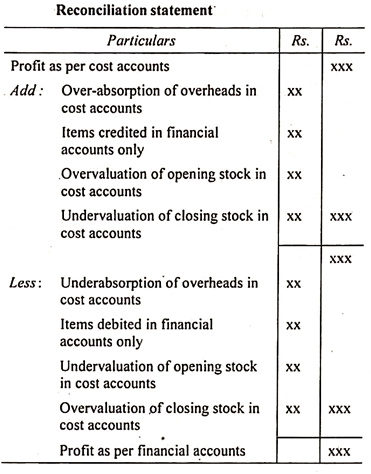 Reconciliation statement
Particulars Rs. Rs.
Profit as per cost accounts xxx
Add: Over-absorption of overheads in
cost accounts xx
Items credited in financial xx
accounts only
Overvaluation of opening stock in xx
cost accounts
Undervaluation of closing stock in xx xxx
cost accounts
xxx
Less: Underabsorption of overheads in
cost accounts xx
Items debited in financial xx
accounts only
Undervaluation of opening stock xx
in cost accounts
Overvaluation of closing stock in xx xxx
cost accounts
Profit as per financial accounts xxx